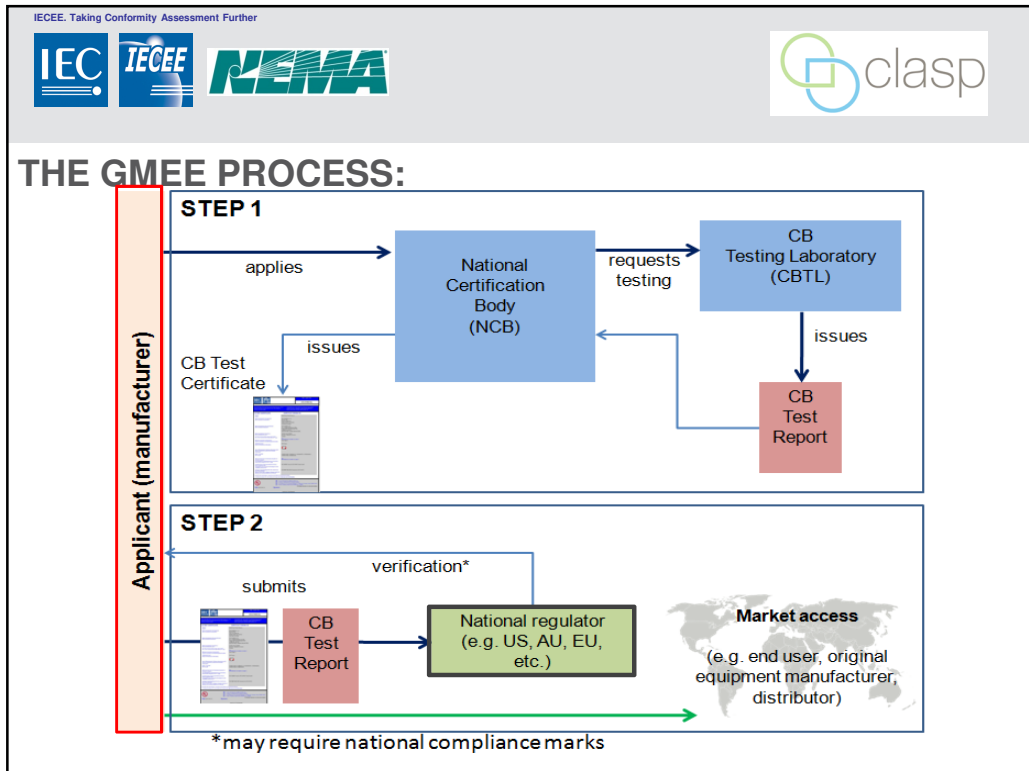 IECEE. Taking Conformity Assessment Further
IEC
IECEE
NEMA
clasp
THE GMEE PROCESS:
Applicant (manufacturer)
STEP 1
applies
National
Certification
Body
(NCB)
requests
testing
CB
Testing Laboratory
(CBTL)
issues
CB
Test
Report
issues
CB Test
Certificate
STEP 2
verification*
submits
CB
Test
Report
National regulator
(e.g. US, AU, EU,
etc.)
Market access
(e.g. end user, original
equipment manufacturer,
distributor)
*may require national compliance marks